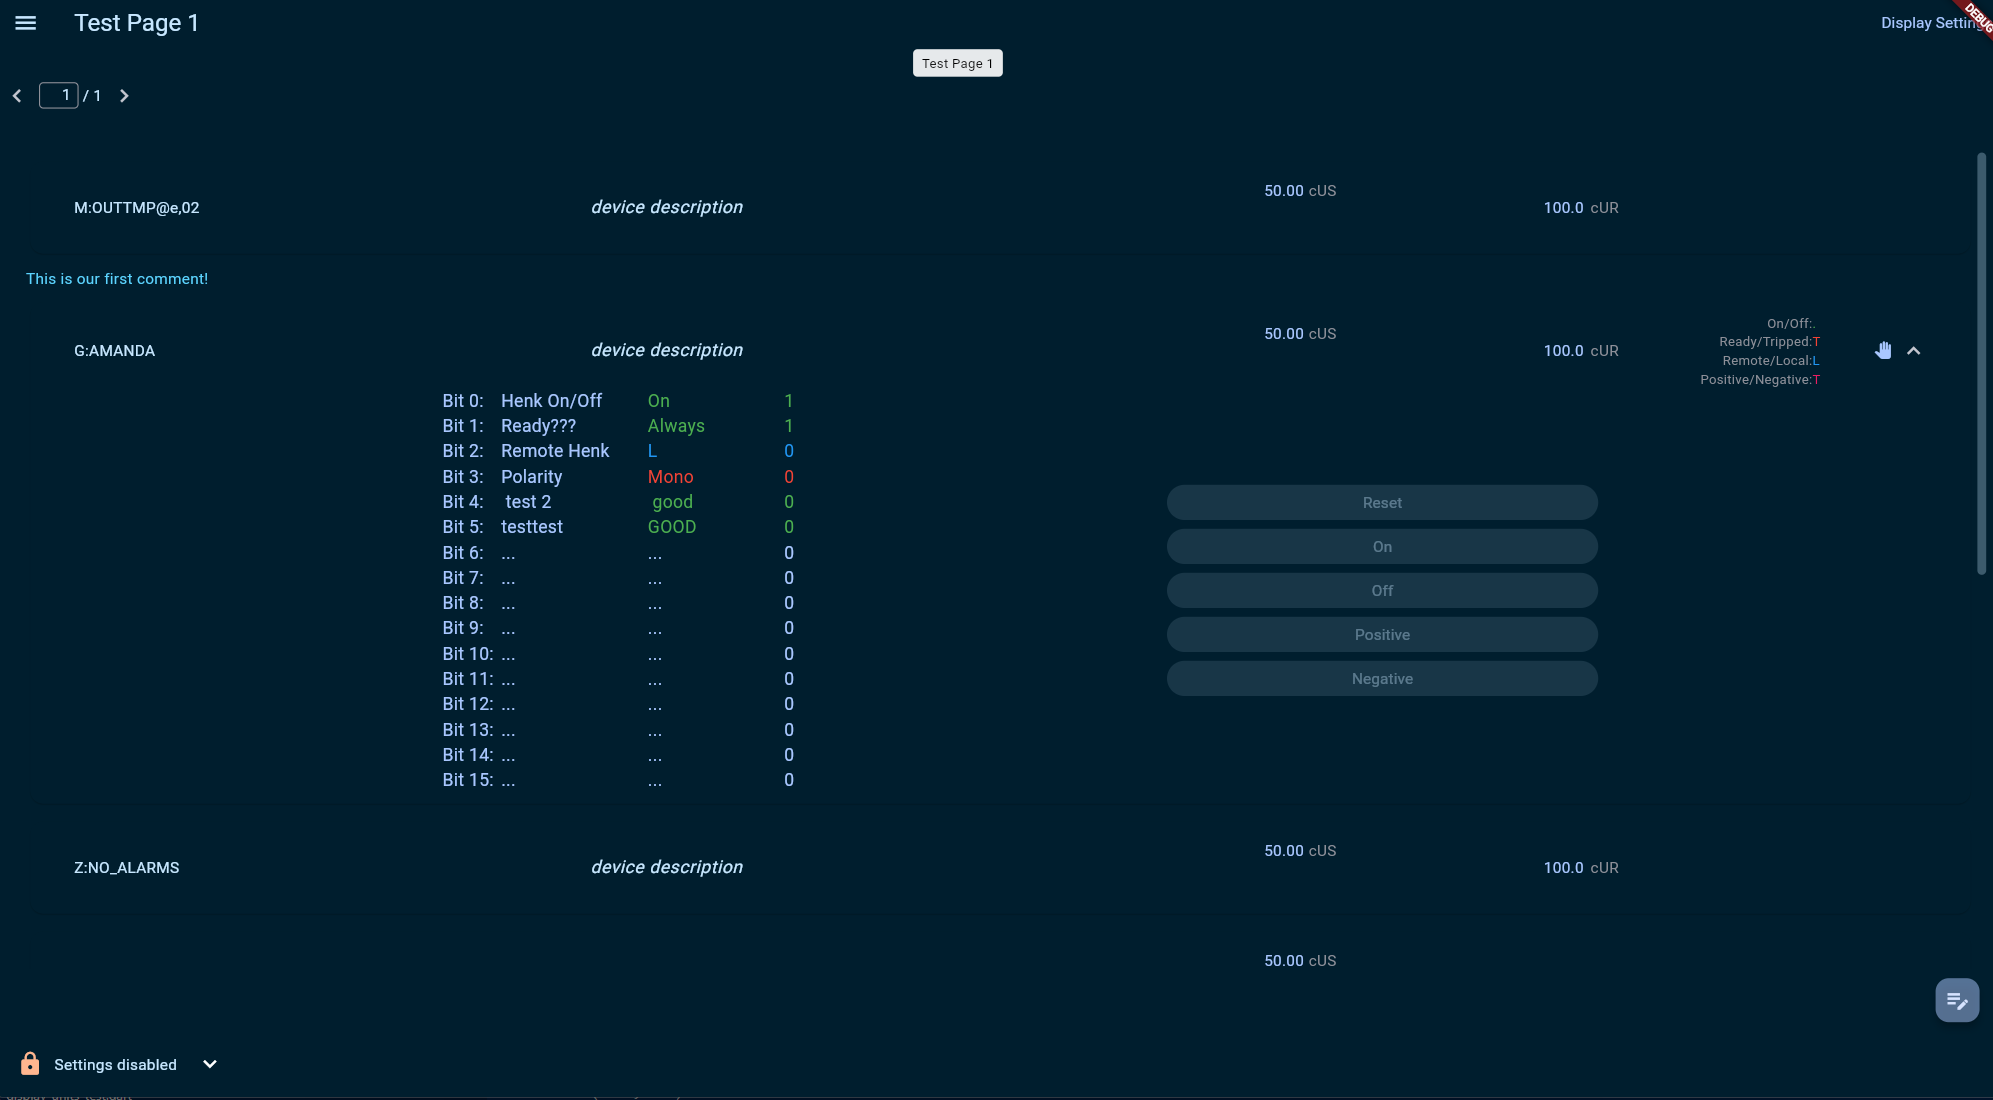 Test Page 1
Display Settin
DEBUG
Test Page 1
1 / 1
50.00 cUS
M:OUTTMP@e,02 device description 100.0 cUR
This is our first comment!
50.00 cUS
G:AMANDA device description 100.0 cUR
On/Off:.
Ready/Tripped:T
Remote/Local:L
Positive/Negative:T
Bit 0: Henk On/Off On 1
Bit 1: Ready??? Always 1
Bit 2: Remote Henk L 0
Bit 3: Polarity Mono 0
Bit 4: test 2 good 0
Bit 5: testtest GOOD 0
Bit 6: ... ... 0
Bit 7: ... ... 0
Bit 8: ... ... 0
Bit 9: ... ... 0
Bit 10: ... ... 0
Bit 11: ... ... 0
Bit 12: ... ... 0
Bit 13: ... ... 0
Bit 14: ... ... 0
Bit 15: ... ... 0
Reset
On
Off
Positive
Negative
50.00 cUS
Z:NO_ALARMS device description 100.0 cUR
50.00 cUS
Settings disabled